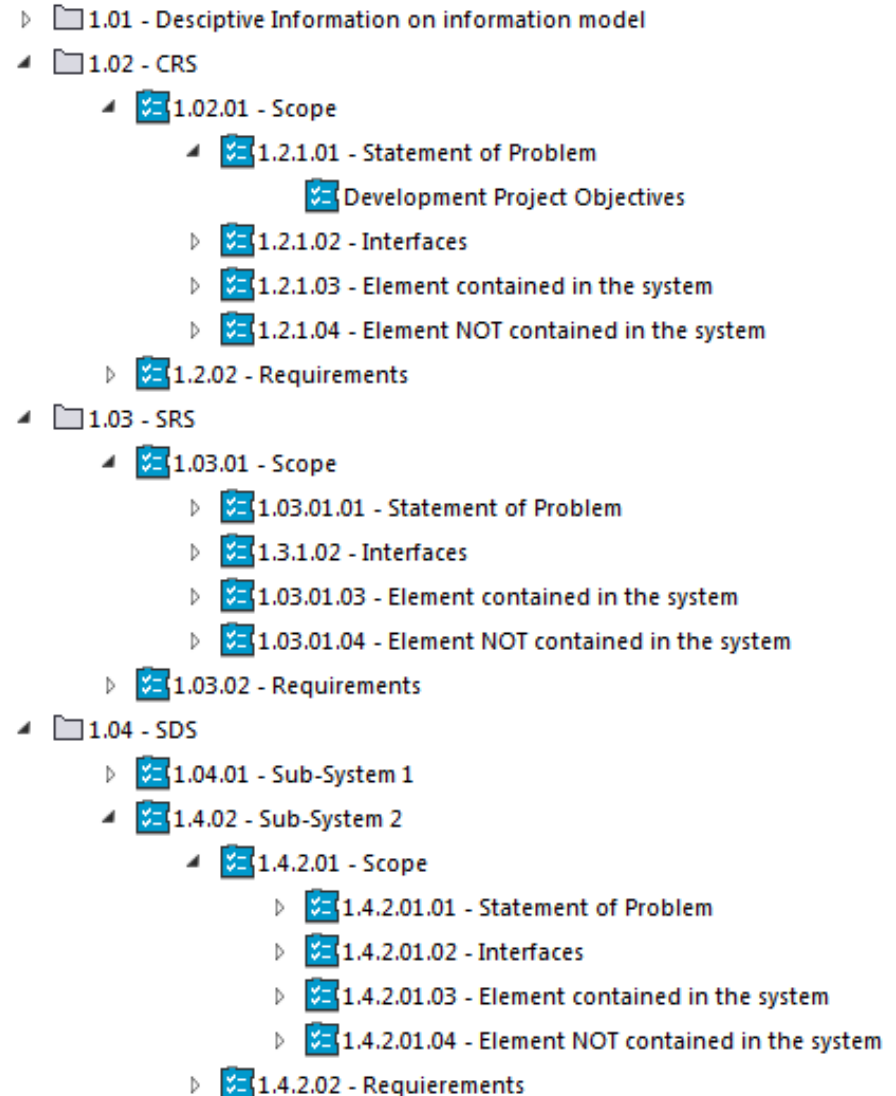 1.01 - Desciptive Information on information model
1.02 - CRS
1.02.01 - Scope
1.2.1.01 - Statement of Problem
Development Project Objectives
1.2.1.02 - Interfaces
1.2.1.03 - Element contained in the system
1.2.1.04 - Element NOT contained in the system
1.2.02 - Requirements
1.03 - SRS
1.03.01 - Scope
1.03.01.01 - Statement of Problem
1.3.1.02 - Interfaces
1.03.01.03 - Element contained in the system
1.03.01.04 - Element NOT contained in the system
1.03.02 - Requirements
1.04 - SDS
1.04.01 - Sub-System 1
1.4.02 - Sub-System 2
1.4.2.01 - Scope
1.4.2.01.01 - Statement of Problem
1.4.2.01.02 - Interfaces
1.4.2.01.03 - Element contained in the system
1.4.2.01.04 - Element NOT contained in the system
1.4.2.02 - Requierements